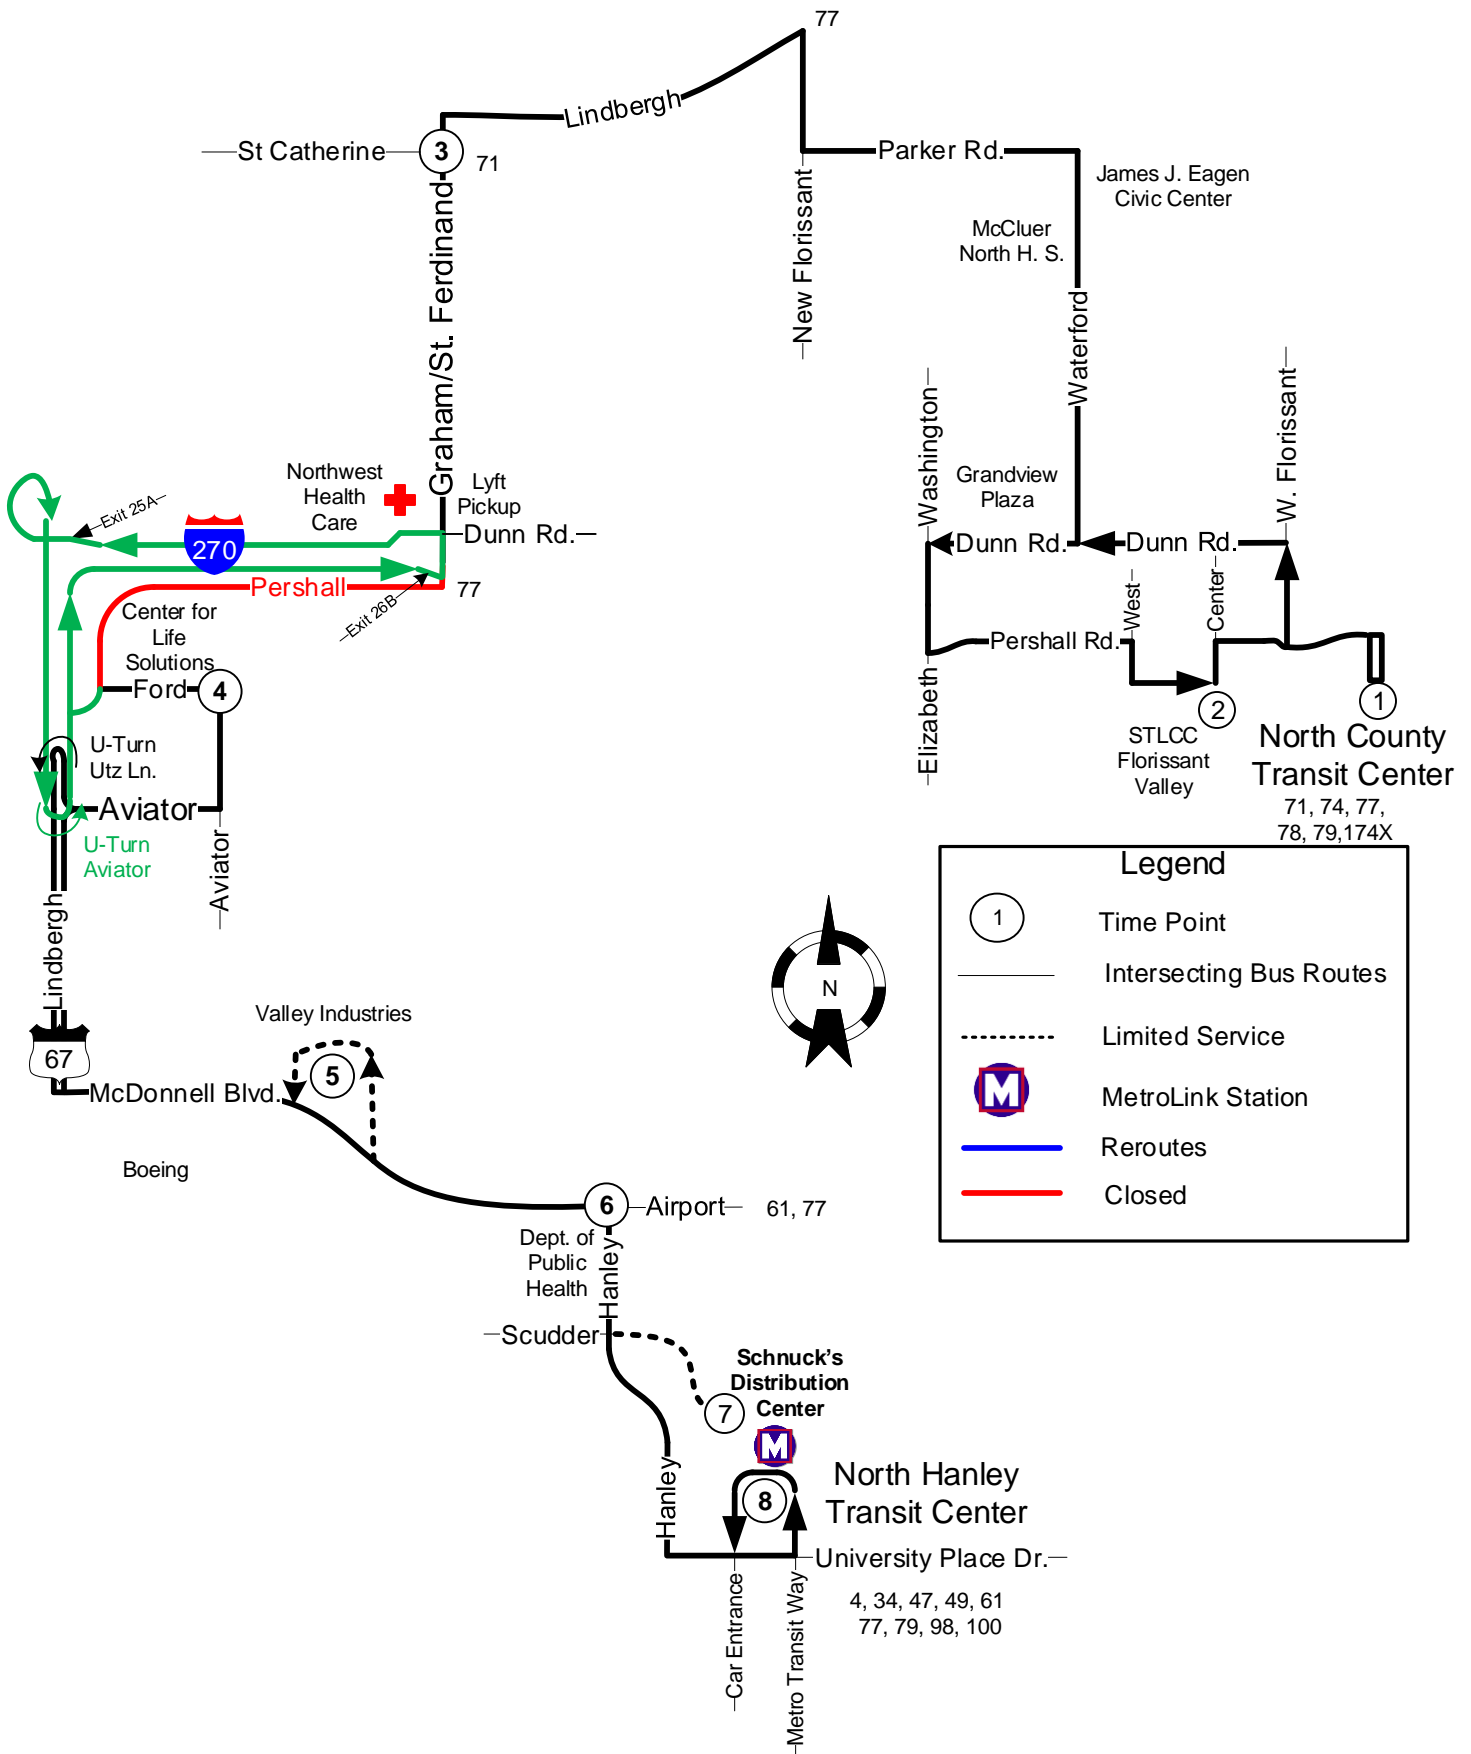 77
Lindbergh
St Catherine
3
71
Parker Rd.
James J. Eagen
Civic Center
McCluer
North H. S.
New Florissant
Graham/St. Ferdinand
Waterford
Washington
W. Florissant
Grandview
Plaza
Northwest
Health
Care
Lyft
Pickup
Exit 25A
Dunn Rd.
Dunn Rd.
Dunn Rd.
270
Pershall
77
Exit 26B
West
Center
Center for
Life
Solutions
Pershall Rd.
Ford
4
1
2
Elizabeth
STLCC
Florissant
Valley
North County
Transit Center
71, 74, 77,
78, 79,174X
U-Turn
Utz Ln.
Aviator
U-Turn
Aviator
Aviator
Lindbergh
Legend
1
Time Point
Intersecting Bus Routes
Limited Service
M
MetroLink Station
Reroutes
Closed
N
Valley Industries
5
67
McDonnell Blvd.
Boeing
6
Airport
61, 77
Dept. of
Public
Health
Hanley
Scudder
Schnuck's
Distribution
Center
7
M
Hanley
8
North Hanley
Transit Center
University Place Dr.
4, 34, 47, 49, 61
77, 79, 98, 100
Car Entrance
Metro Transit Way